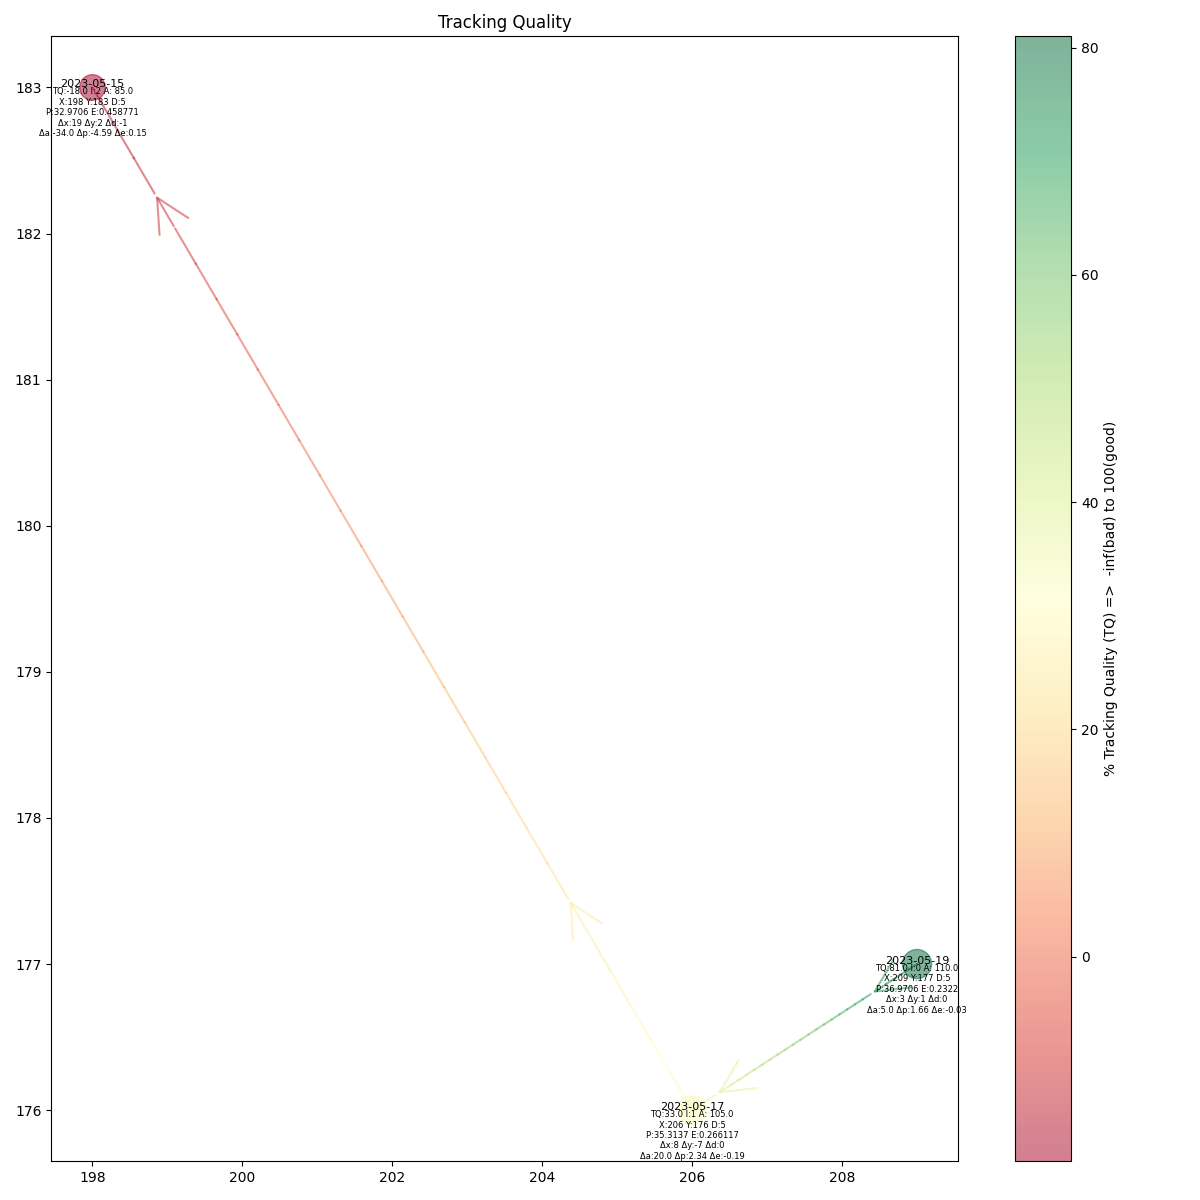 Tracking Quality
183
182
181
180
179
178
177
176
198
200
202
204
206
208
2023-05-15
TQ:-18.0 I:2 A: 85.0
X:198 Y:183 D:5
P:32.9706 E:0.458771
Δx:19 Δy:2 Δd:-1
Δa:-34.0 Δp:-4.59 Δe:0.15
2023-05-19
TQ:81.0 I:0 A: 110.0
X:209 Y:177 D:5
P:36.9706 E:0.2322
Δx:3 Δy:1 Δd:0
Δa:5.0 Δp:1.66 Δe:-0.03
2023-05-17
TQ:33.0 I:1 A: 105.0
X:206 Y:176 D:5
P:35.3137 E:0.266117
Δx:8 Δy:-7 Δd:0
Δa:20.0 Δp:2.34 Δe:-0.19
80
60
40
20
0
% Tracking Quality (TQ) => -inf(bad) to 100(good)